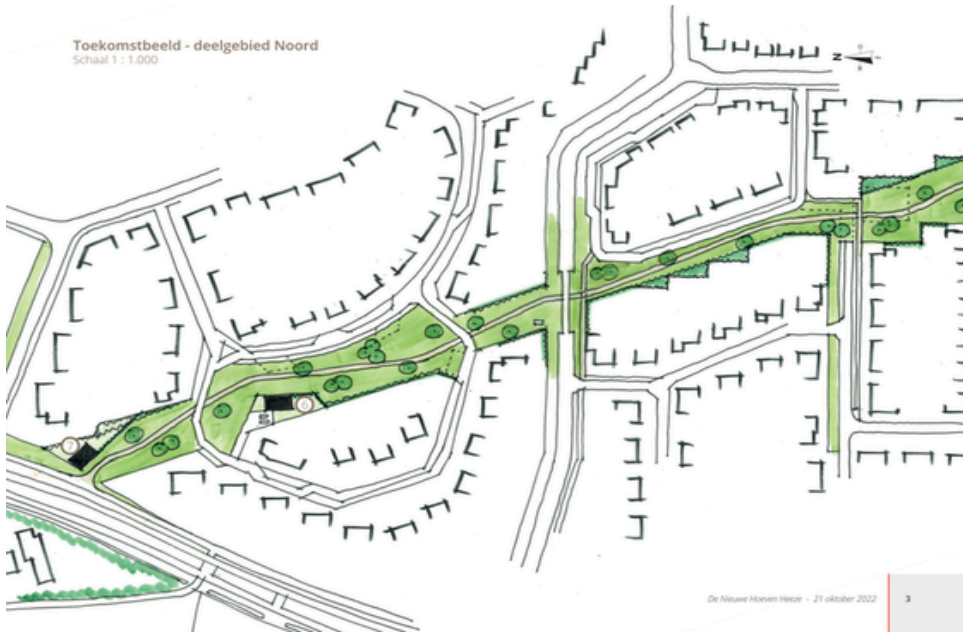 Toekomstbeeld - deelgebied Noord
Schaal 1 : 1.000
N
6
7
De Nieuwe Hoeven Heeze - 21 oktober 2022
3